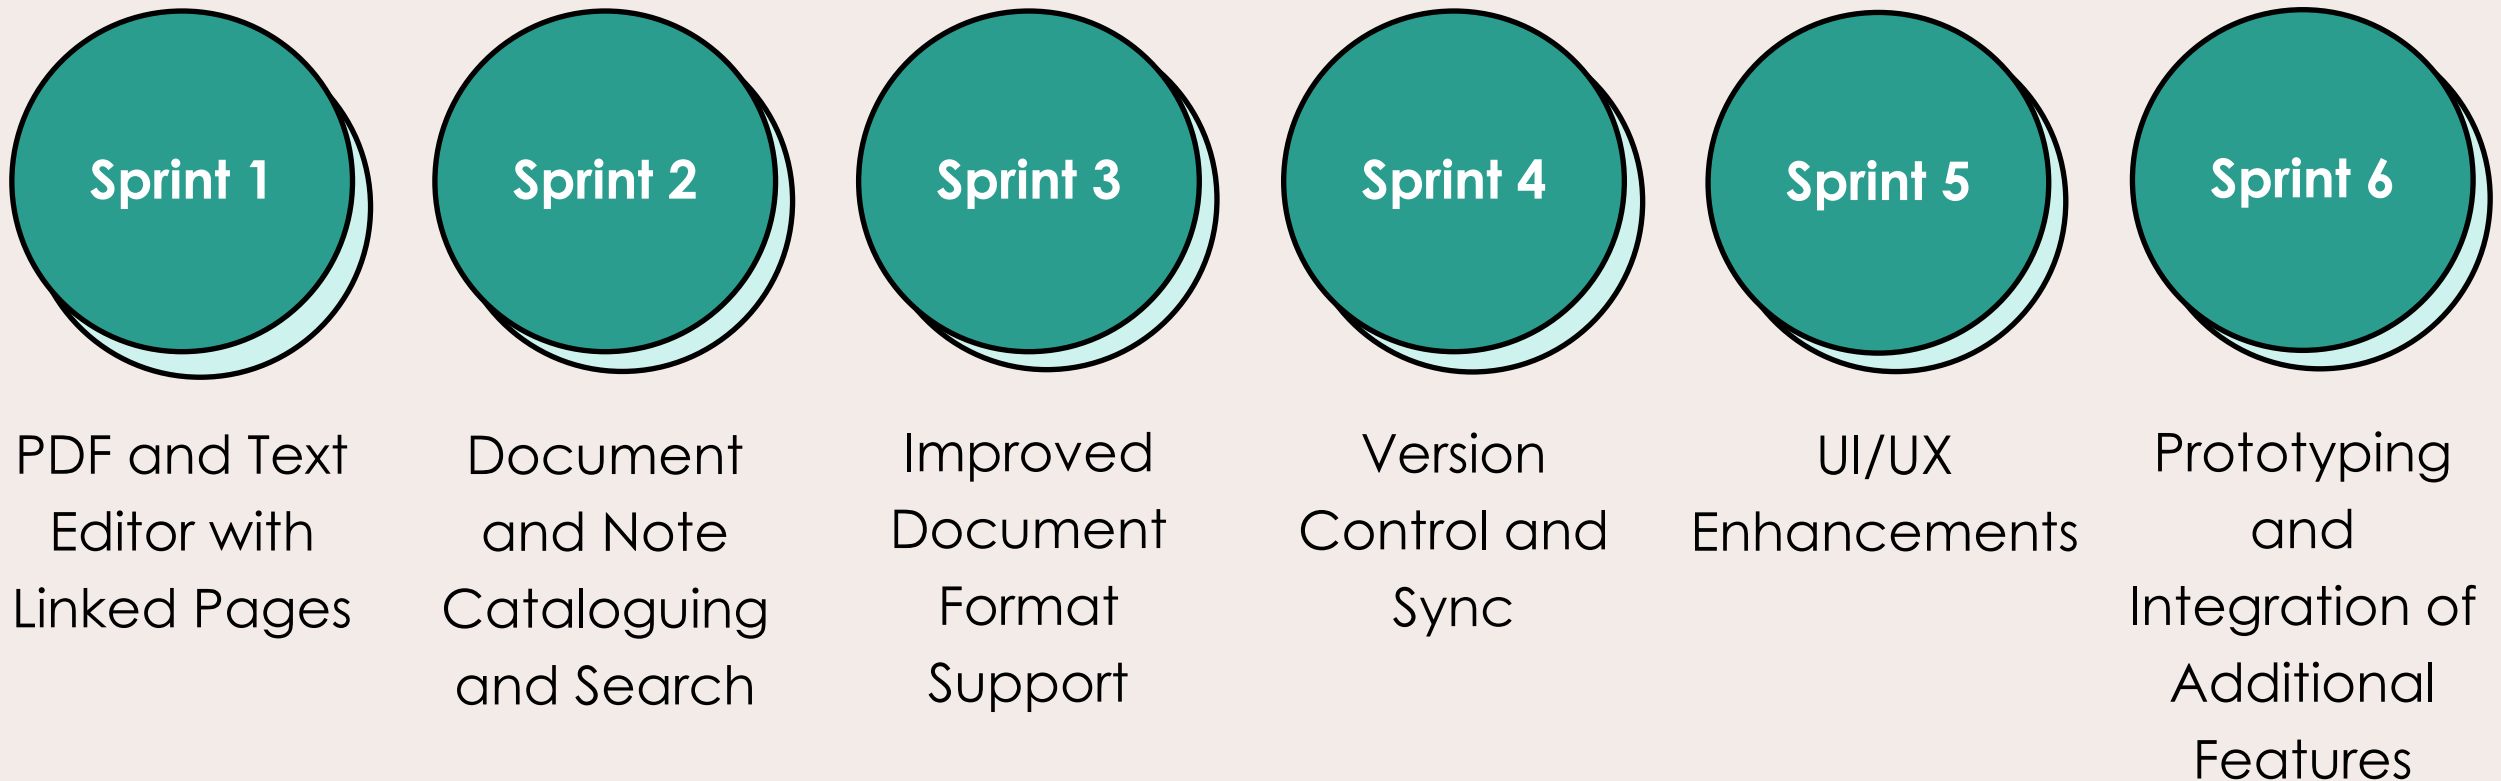 Sprint 1
Sprint 2
Sprint 3
Sprint 4
Sprint 5
Sprint 6
PDF and Text
Editor with
Linked Pages
Document
and Note
Cataloguing
and Search
Improved
Document
Format
Support
Version
Control and
Sync
UI/UX
Enhancements
Prototyping
and
Integration of
Additional
Features